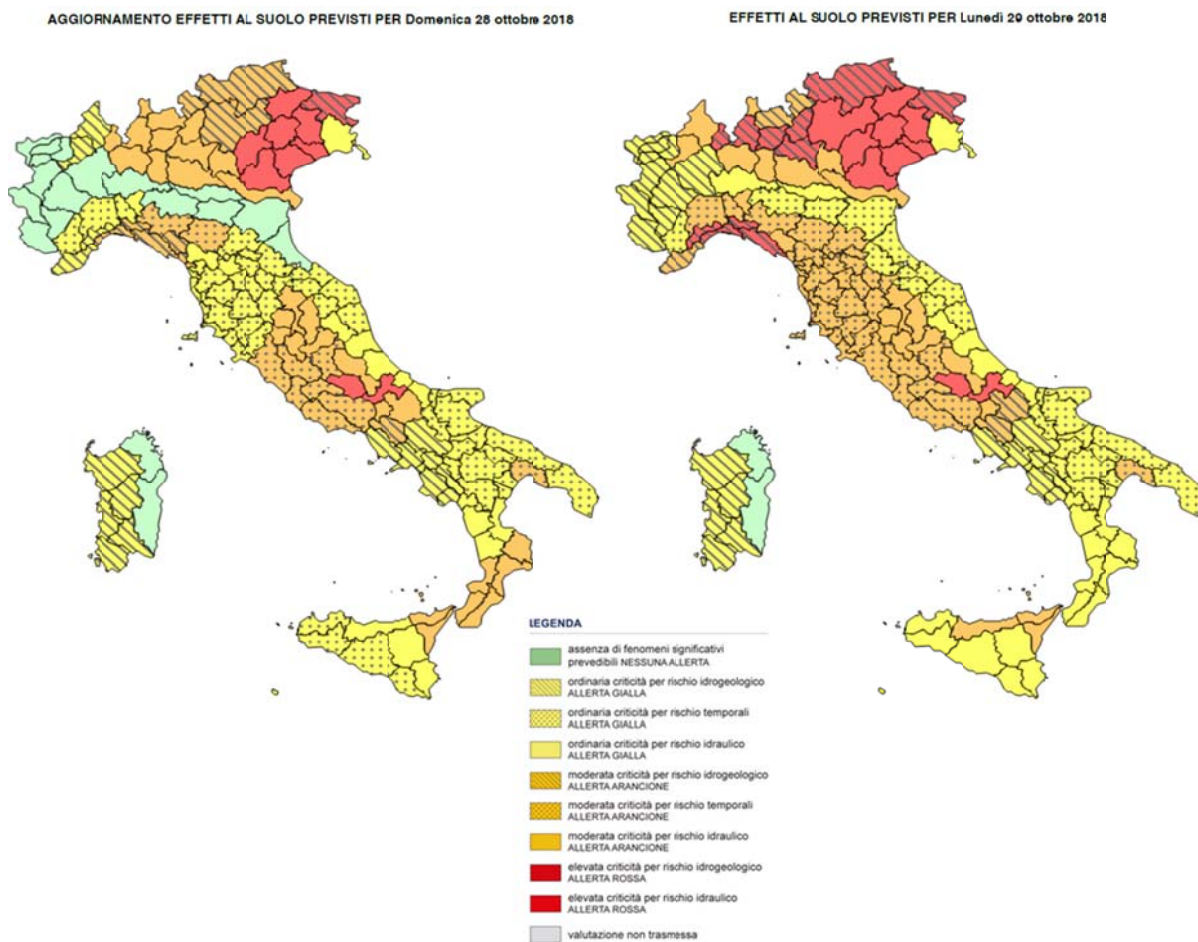 AGGIORNAMENTO EFFETTI AL SUOLO PREVISTI PER Domenica 28 ottobre 2018
EFFETTI AL SUOLO PREVISTI PER Lunedì 29 ottobre 2018
LEGENDA
assenza di fenomeni significativi
prevedibili NESSUNA ALLERTA
ordinaria criticità per rischio idrogeologico
ALLERTA GIALLA
ordinaria criticità per rischio temporali
ALLERTA GIALLA
ordinaria criticità per rischio idraulico
ALLERTA GIALLA
moderata criticità per rischio idrogeologico
ALLERTA ARANCIONE
moderata criticità per rischio temporali
ALLERTA ARANCIONE
moderata criticità per rischio idraulico
ALLERTA ARANCIONE
elevata criticità per rischio idrogeologico
ALLERTA ROSSA
elevata criticità per rischio idraulico
ALLERTA ROSSA
valutazione non trasmessa